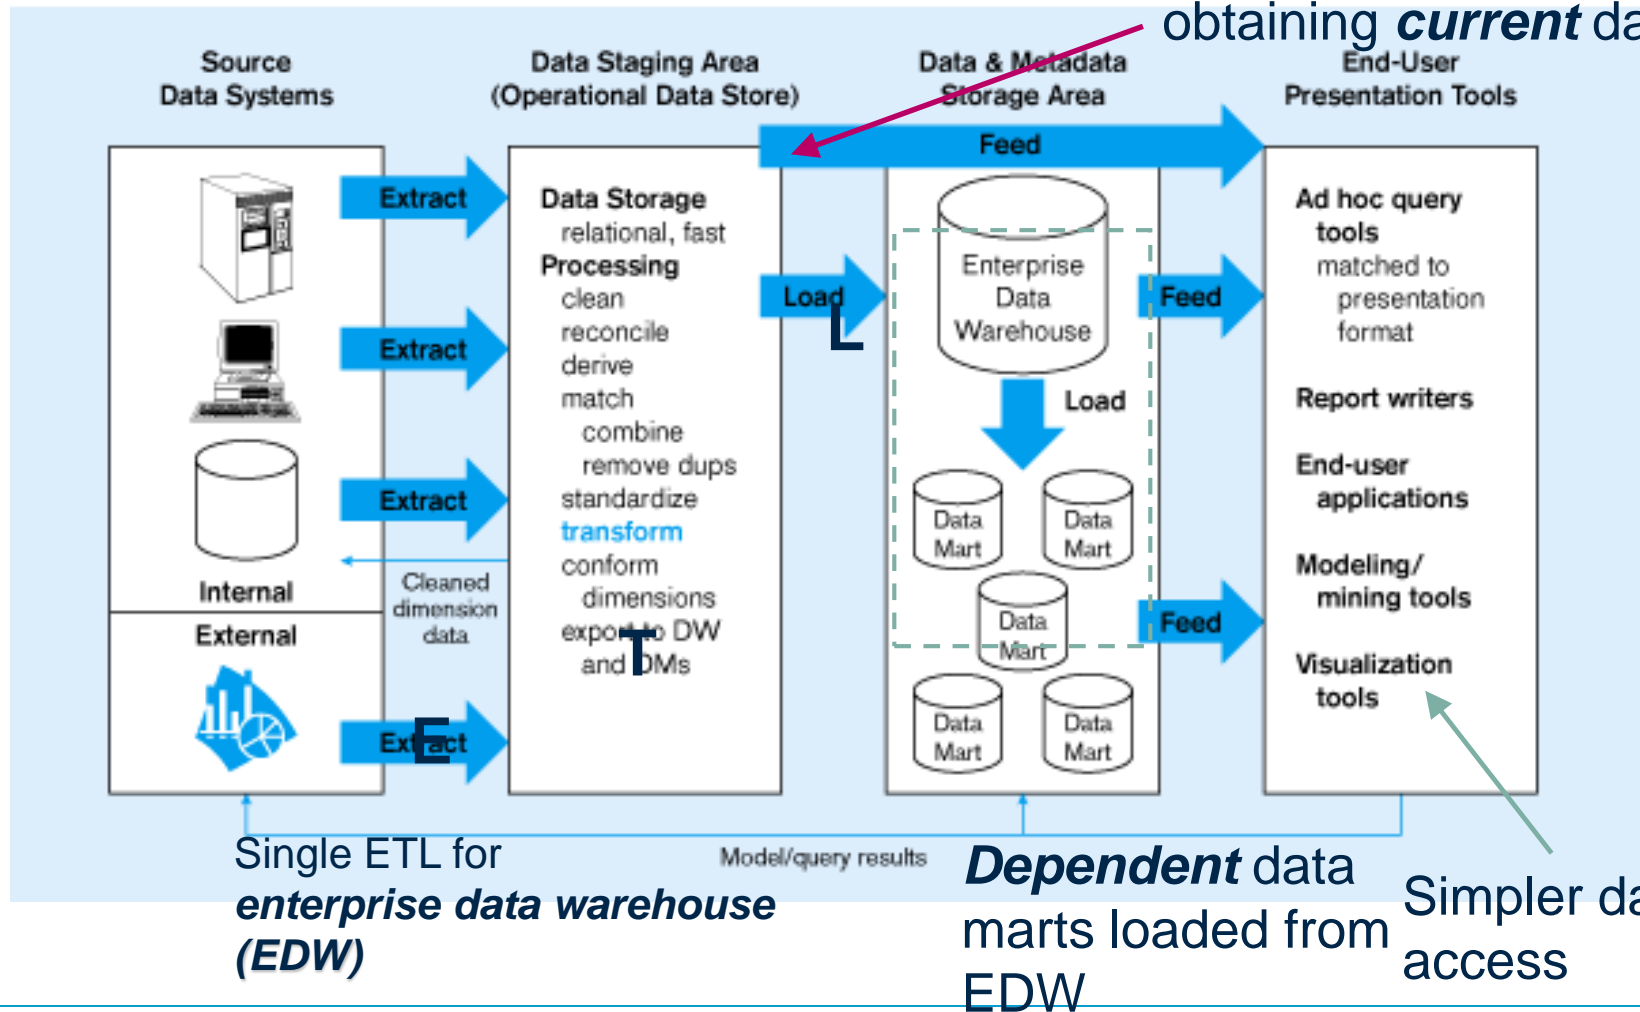 obtaining current da
Source
Data Systems
Data Staging Area
(Operational Data Store)
Data & Metadata
Storage Area
End-User
Presentation Tools
Feed
Extract
Extract
Extract
Internal
External
Extract
E
Cleaned
dimension
data
Data Storage
relational, fast
Processing
clean
reconcile
derive
match
combine
remove dups
standardize
transform
conform
dimensions
export to DW
and DMs
T
Load
L
Enterprise
Data
Warehouse
Load
Data
Mart
Data
Mart
Data
Mart
Data
Mart
Data
Mart
Feed
Feed
Ad hoc query
tools
matched to
presentation
format
Report writers
End-user
applications
Modeling/
mining tools
Visualization
tools
Model/query results
Single ETL for
enterprise data warehouse
(EDW)
Dependent data
marts loaded from
EDW
Simpler da
access